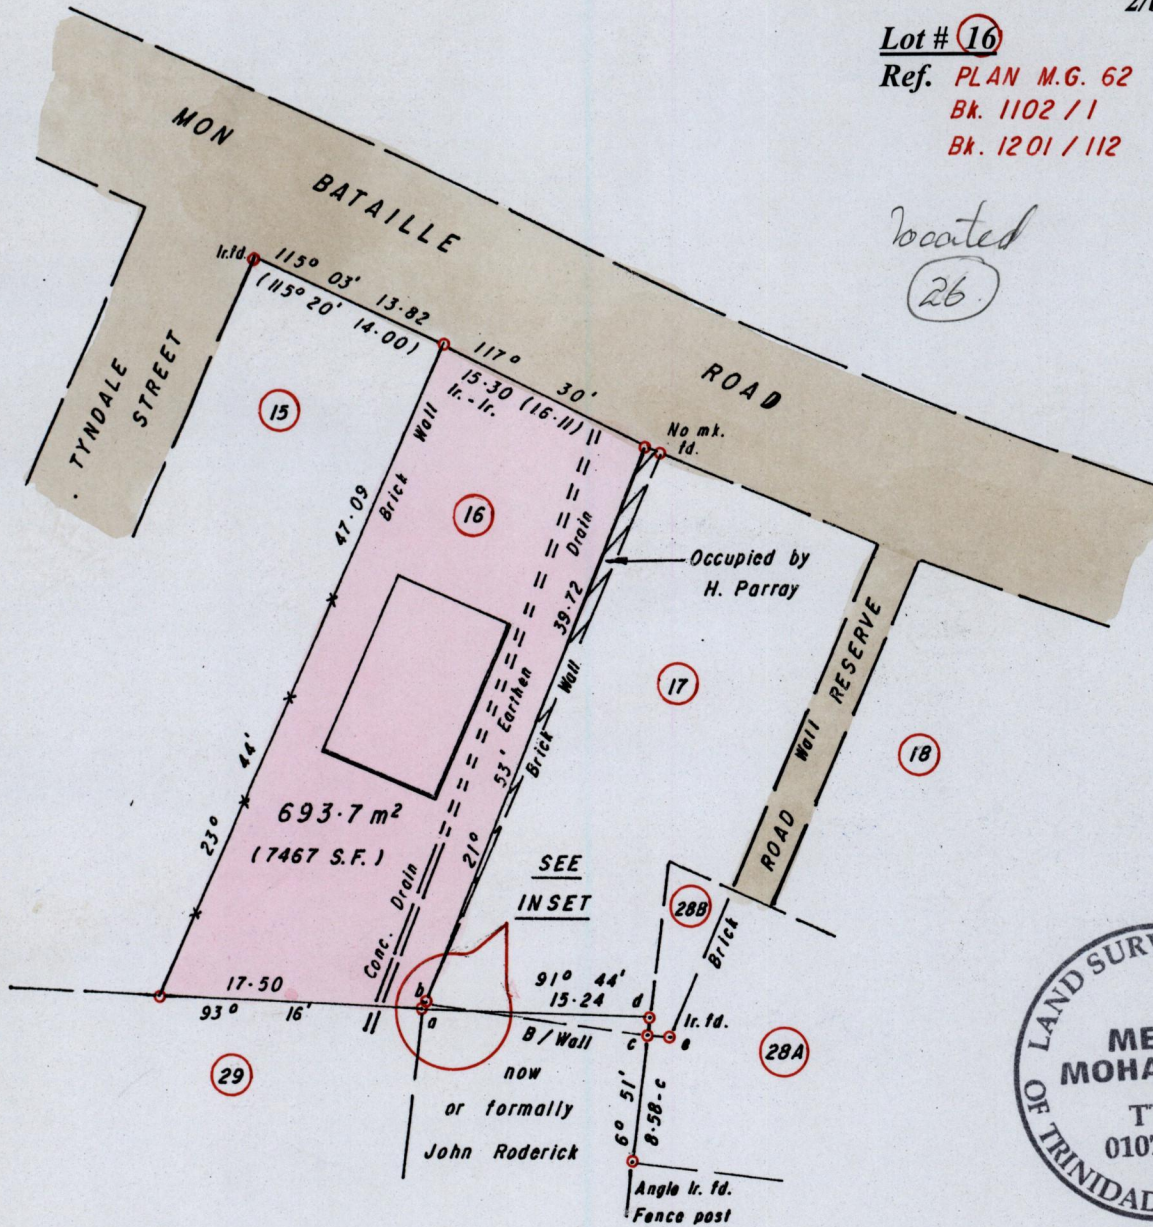 Lot # 16
Ref. PLAN M.G. 62
Bk. 1102 / 1
Bk. 1201 / 112
26
MON BATAILLE ROAD
TYNDALE
STREET
Ir.fd.
115° 03' 13.82
(115° 20' 14.00)
117° 30'
15.30 (16.11)
Ir. - Ir.
No mk.
fd.
15
16
17
18
47.09
Brick Wall
44'
23°
Earthen Drain
39.72
53'
21°
Brick Wall
Occupied by
H. Parray
693.7 m²
(7467 S.F.)
Conc. Drain
ROAD RESERVE
Wall
Brick
SEE
INSET
28B
17.50
93° 16'
b
a
91° 44'
15.24
d
c
e
Ir. fd.
B/Wall
29
28A
now
or formally
John Roderick
6° 51'
8.58-c
Angle Ir. fd.
Fence post
LAND SURV
OF TRINIDAD
ME
MOHA